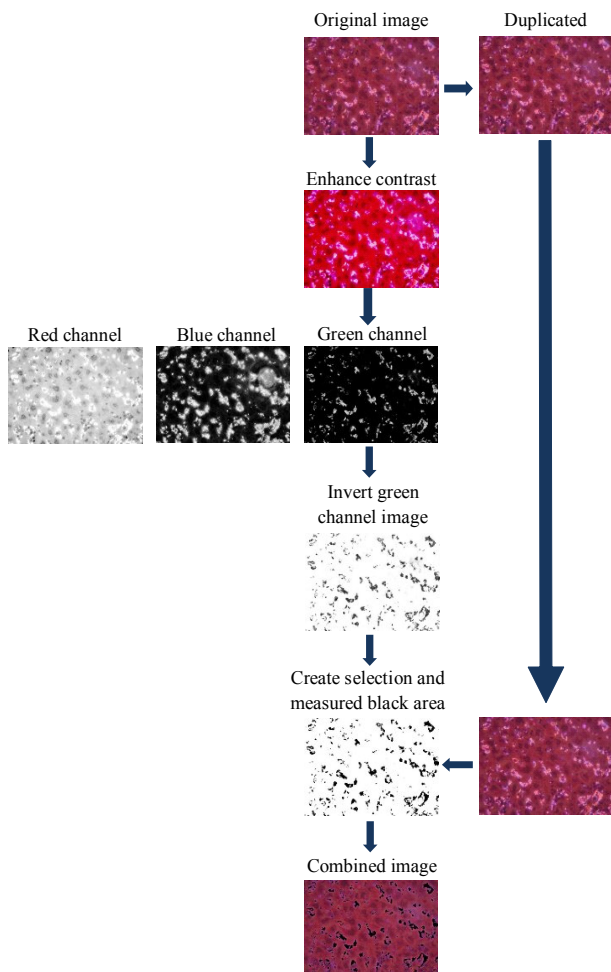 Original image
Duplicated
Enhance contrast
Red channel
Blue channel
Green channel
Invert green
channel image
Create selection and
measured black area
Combined image